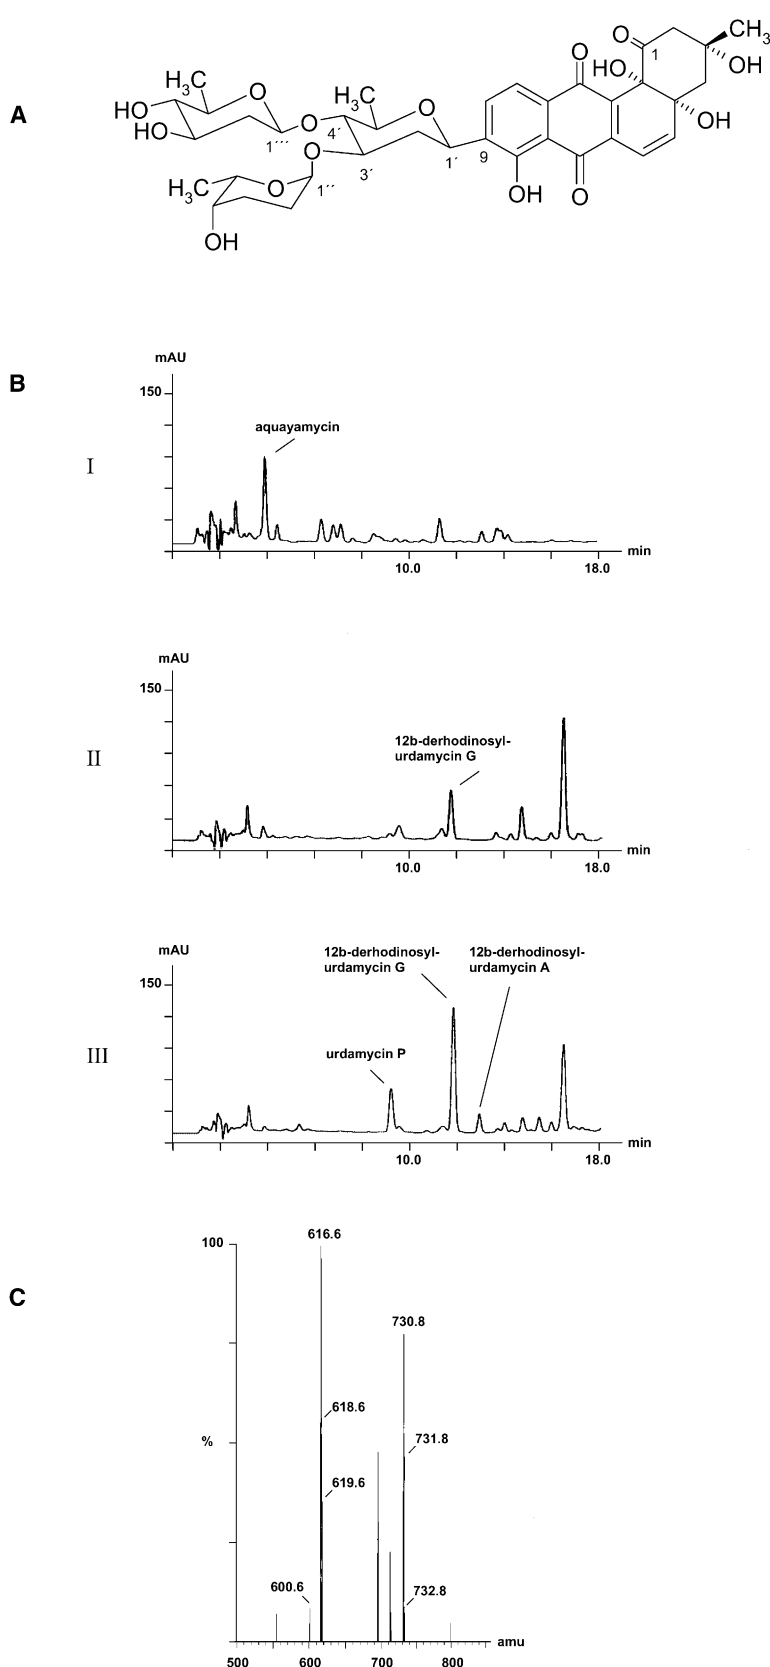 A
O
CH3
1
O
HO
OH
H3C
O
HO
HO
O
4´
H3C
O
OH
1´´´
O
3´
1´
9
H3C
O
1´´
OH
O
OH
B
mAU
150
aquayamycin
I
min
10.0
18.0
mAU
150
12b-derhodinosyl-
urdamycin G
II
min
10.0
18.0
mAU
12b-derhodinosyl-
urdamycin G
12b-derhodinosyl-
urdamycin A
150
III
urdamycin P
min
10.0
18.0
C
100
616.6
730.8
618.6
%
731.8
619.6
600.6
732.8
amu
500
600
700
800